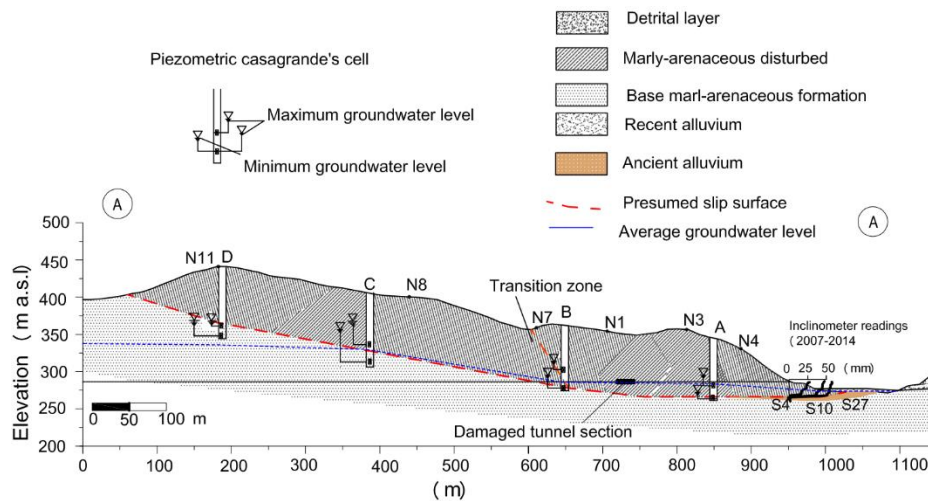 Detrital layer
Marly-arenaceous disturbed
Piezometric casagrande's cell
Base marl-arenaceous formation
Maximum groundwater level
Recent alluvium
Minimum groundwater level
Ancient alluvium
Presumed slip surface
A
A
Average groundwater level
500
450
400
350
300
250
200
Elevation ( m a.s.l)
N11 D
C
N8
Transition zone
N7
B
N1
N3
A
N4
Inclinometer readings
( 2007-2014
0 25 50 (mm)
S4
S10
S27
0 50 100 m
Damaged tunnel section
0 100 200 300 400 500 600 700 800 900 1000 1100
( m)